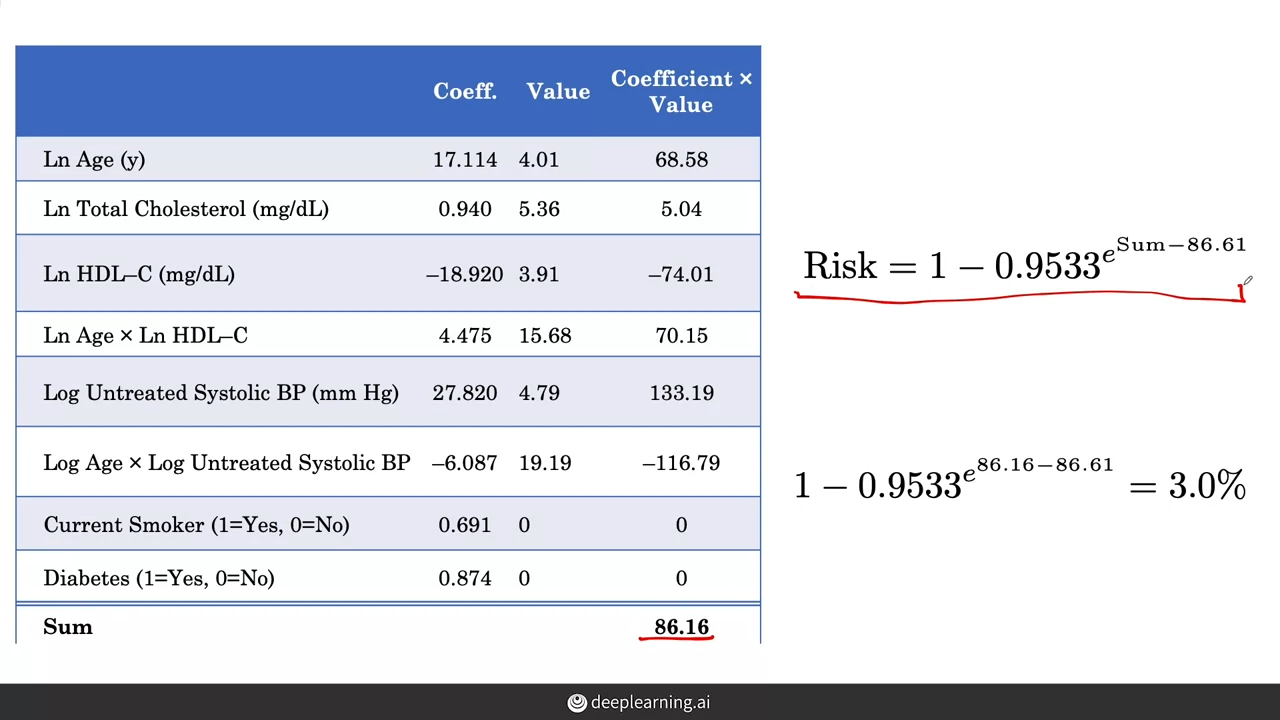 Coeff. Value Coefficient × Value
Ln Age (y) 17.114 4.01 68.58
Ln Total Cholesterol (mg/dL) 0.940 5.36 5.04
Ln HDL–C (mg/dL) –18.920 3.91 –74.01
Ln Age × Ln HDL–C 4.475 15.68 70.15
Log Untreated Systolic BP (mm Hg) 27.820 4.79 133.19
Log Age × Log Untreated Systolic BP –6.087 19.19 –116.79
Current Smoker (1=Yes, 0=No) 0.691 0 0
Diabetes (1=Yes, 0=No) 0.874 0 0
Sum 86.16
Risk = 1 − 0.9533^e^Sum−86.61
1 − 0.9533^e^86.16−86.61 = 3.0%
deeplearning.ai